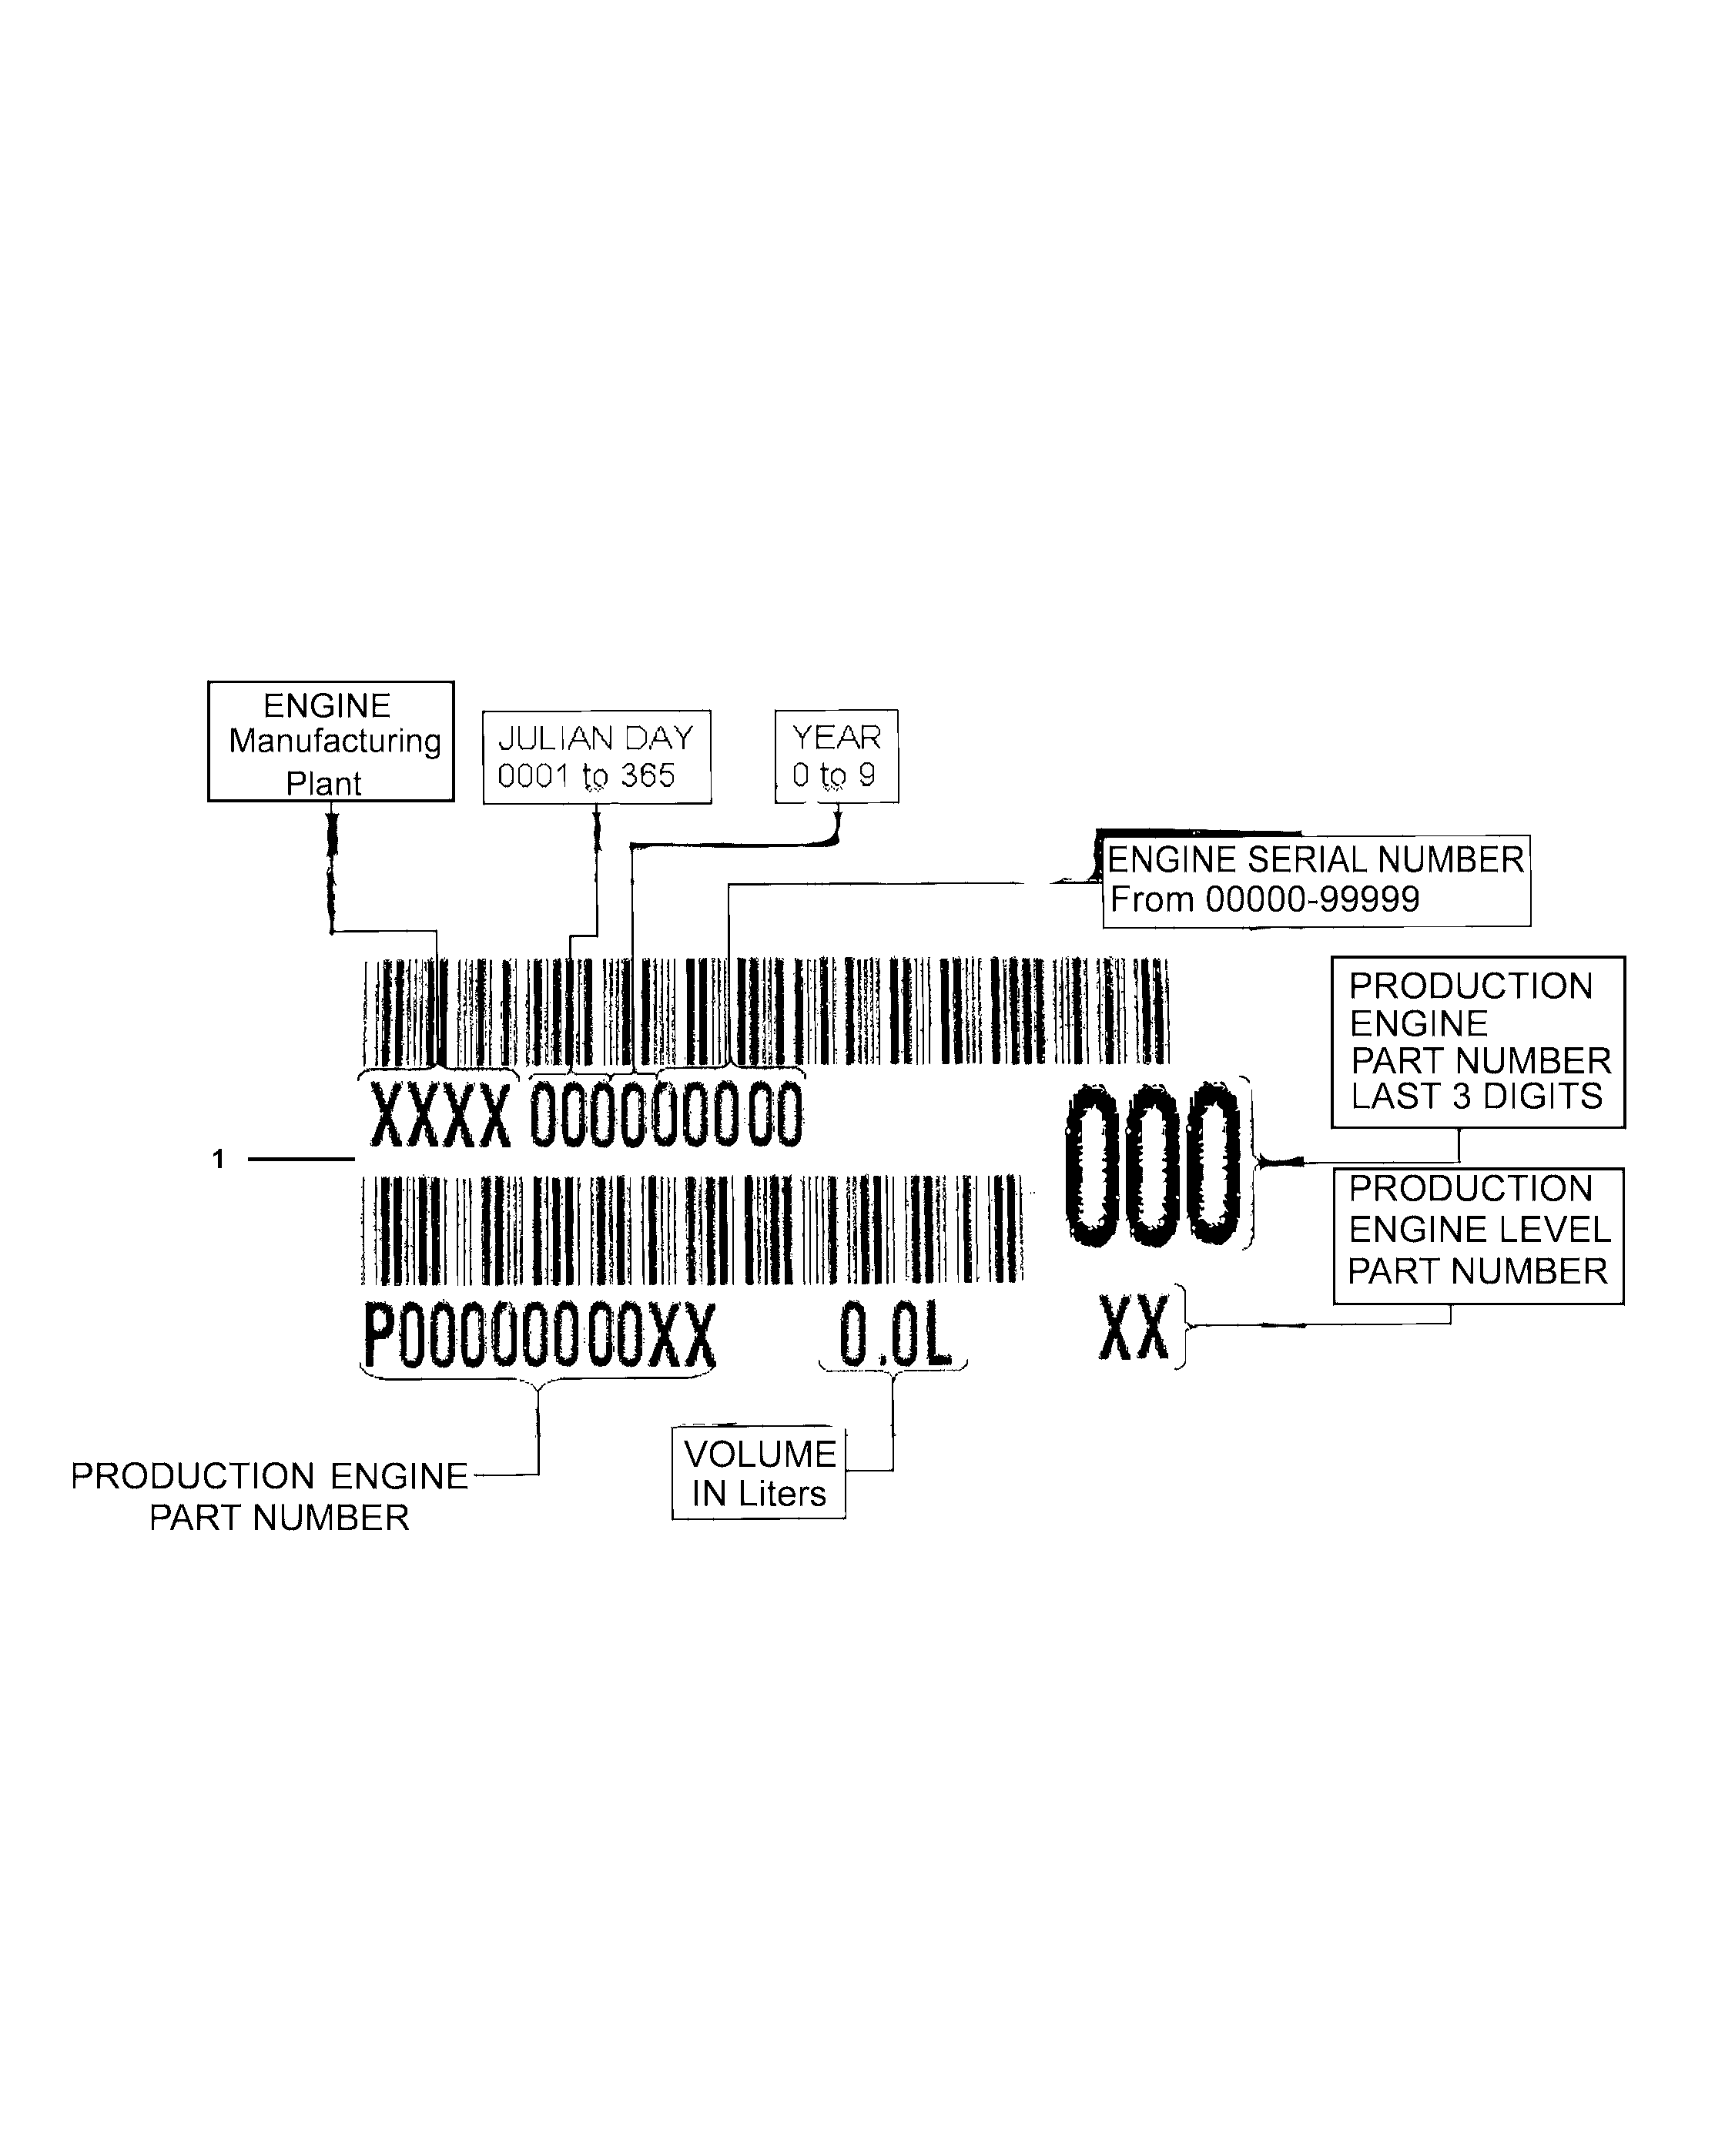 ENGINE
Manufacturing
Plant
JULIAN DAY
0001 to 365
YEAR
0 to 9
ENGINE SERIAL NUMBER
From 00000-99999
PRODUCTION
ENGINE
PART NUMBER
LAST 3 DIGITS
XXXX 000000000
000
1
PRODUCTION
ENGINE LEVEL
PART NUMBER
P00000000XX
0.0L
XX
VOLUME
IN Liters
PRODUCTION ENGINE
PART NUMBER